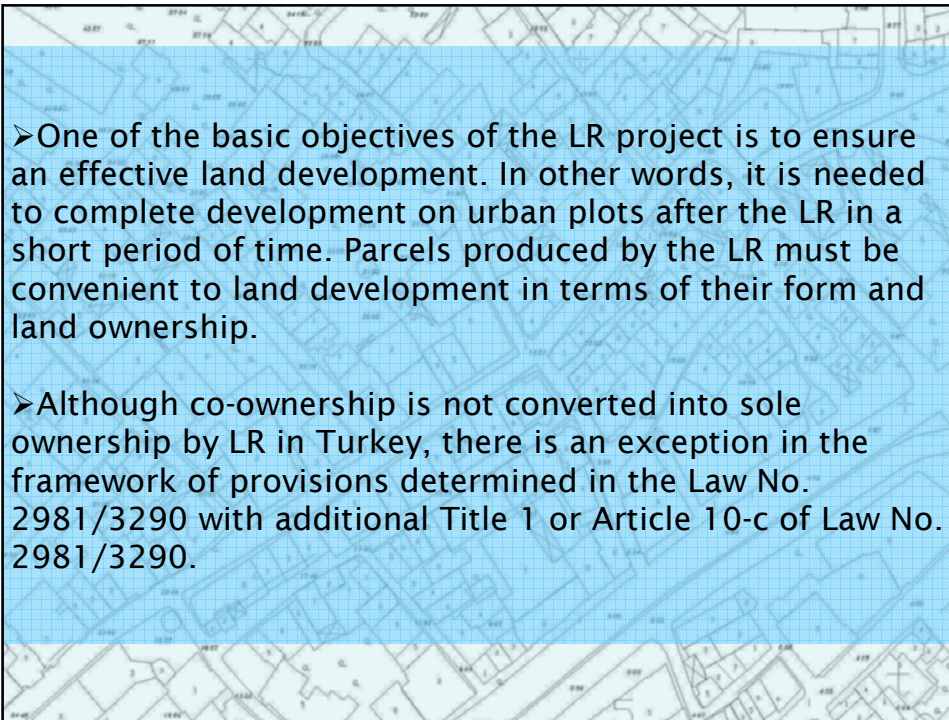 ➢One of the basic objectives of the LR project is to ensure
an effective land development. In other words, it is needed
to complete development on urban plots after the LR in a
short period of time. Parcels produced by the LR must be
convenient to land development in terms of their form and
land ownership.
➢Although co-ownership is not converted into sole
ownership by LR in Turkey, there is an exception in the
framework of provisions determined in the Law No.
2981/3290 with additional Title 1 or Article 10-c of Law No.
2981/3290.